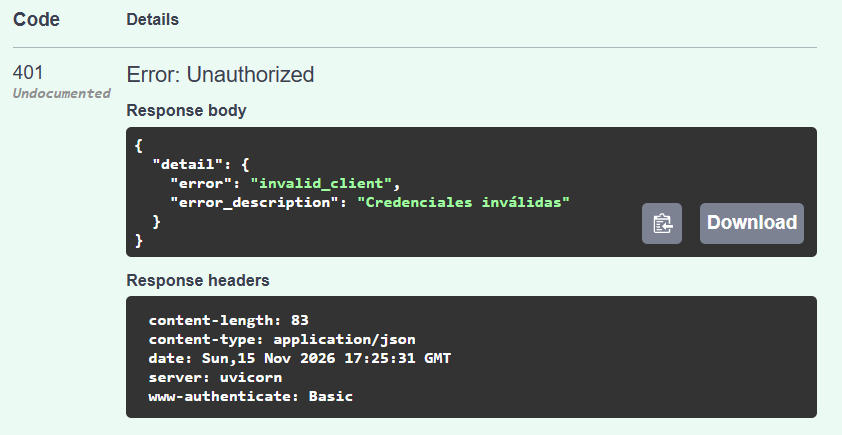 Code Details
401 Error: Unauthorized
Undocumented
Response body
{
  "detail": {
    "error": "invalid_client",
    "error_description": "Credenciales inválidas"
  }
}
Download
Response headers
content-length: 83
content-type: application/json
date: Sun,15 Nov 2026 17:25:31 GMT
server: uvicorn
www-authenticate: Basic